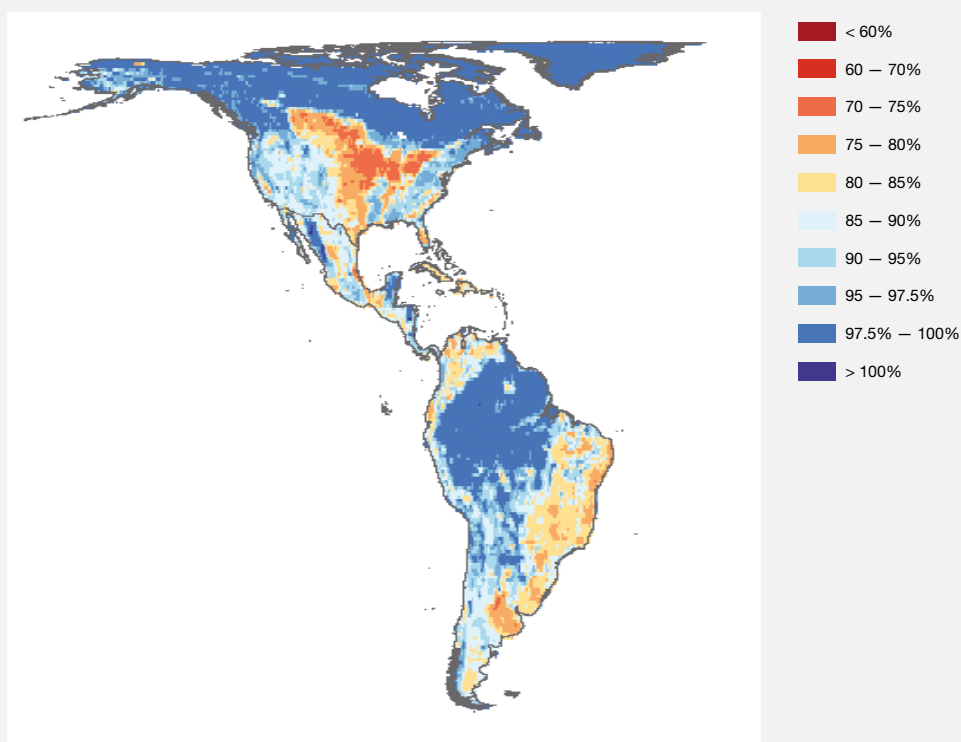 < 60%
60 — 70%
70 — 75%
75 — 80%
80 — 85%
85 — 90%
90 — 95%
95 — 97.5%
97.5% — 100%
> 100%